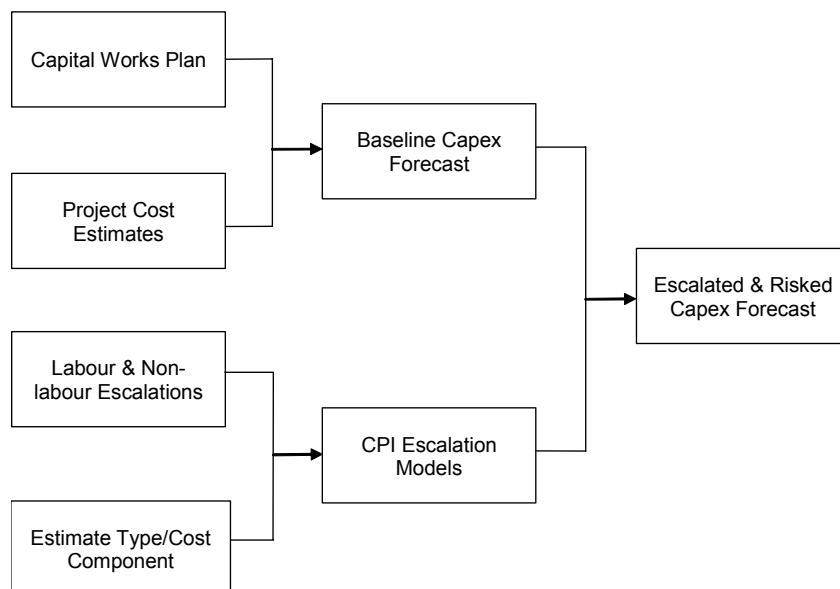 Capital Works Plan
Project Cost
Estimates
Baseline Capex
Forecast
Labour & Non-
labour Escalations
Estimate Type/Cost
Component
CPI Escalation
Models
Escalated & Risked
Capex Forecast